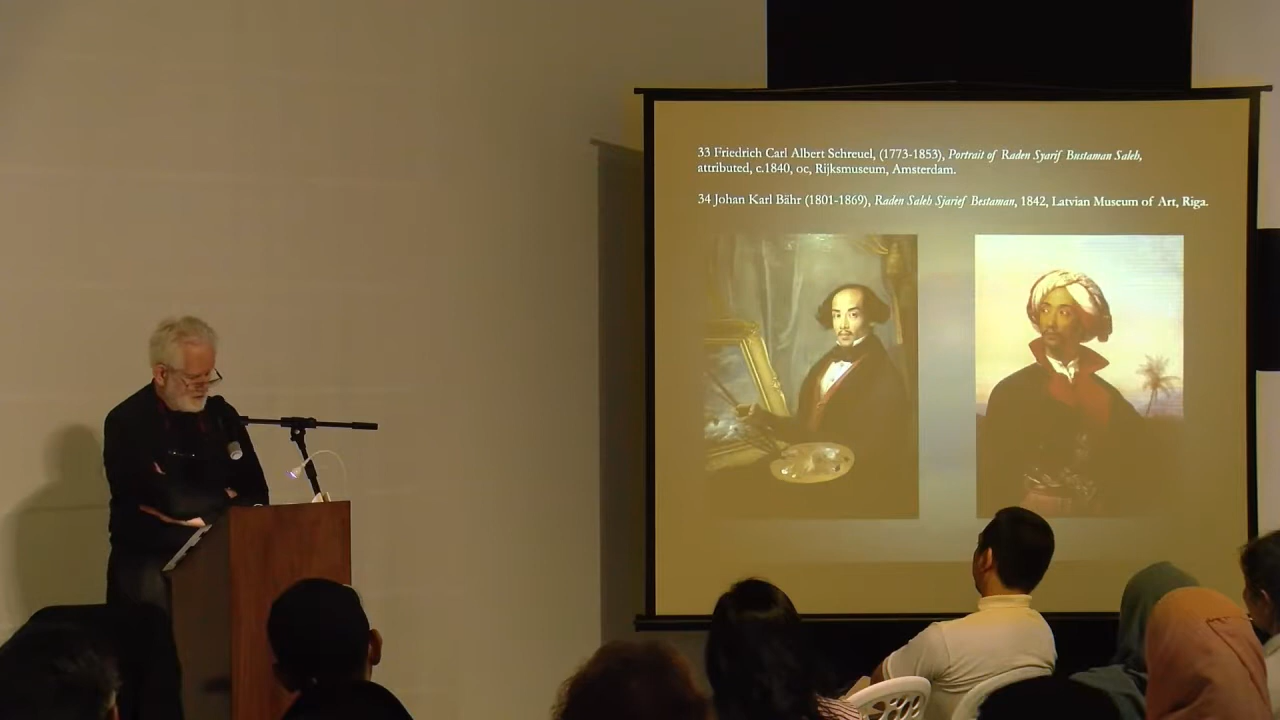 33 Friedrich Carl Albert Schreuel, (1773-1853), Portrait of Raden Syarif Bustaman Saleh,
attributed, c.1840, oc, Rijksmuseum, Amsterdam.
34 Johan Karl Bähr (1801-1869), Raden Saleh Sjarief Bestaman, 1842, Latvian Museum of Art, Riga.